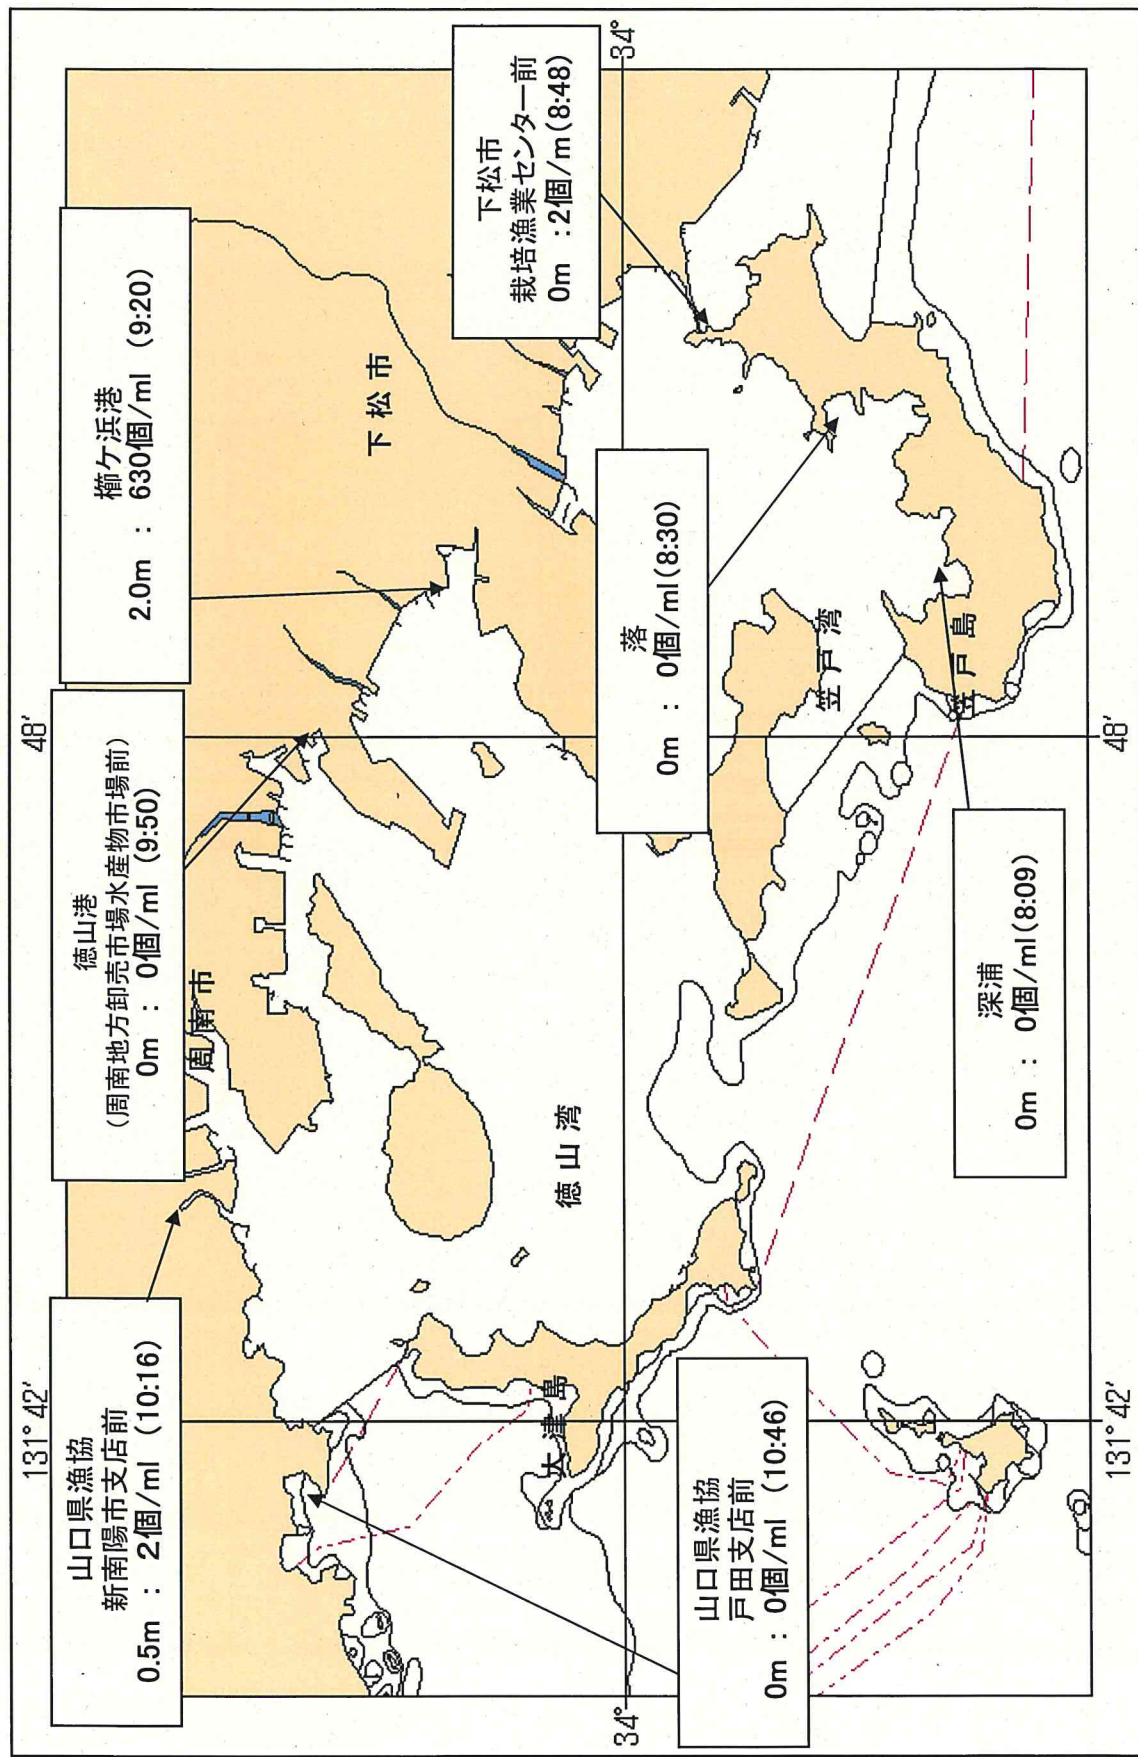 131° 42′
48′
山口県漁協
新南陽市支店前
0.5m : 2個/ml (10:16)
徳山港
(周南地方卸売市場水産物市場前)
0m : 0個/ml (9:50)
櫛ケ浜港
2.0m : 630個/ml (9:20)
下松市
栽培漁業センター前
0m :2個/m(8:48)
落
0m : 0個/ml(8:30)
深浦
0m : 0個/ml(8:09)
山口県漁協
戸田支店前
0m : 0個/ml (10:46)
周南市
下松市
徳山湾
笠戸湾
笠戸島
大津島
34°
34°
131° 42′
48′